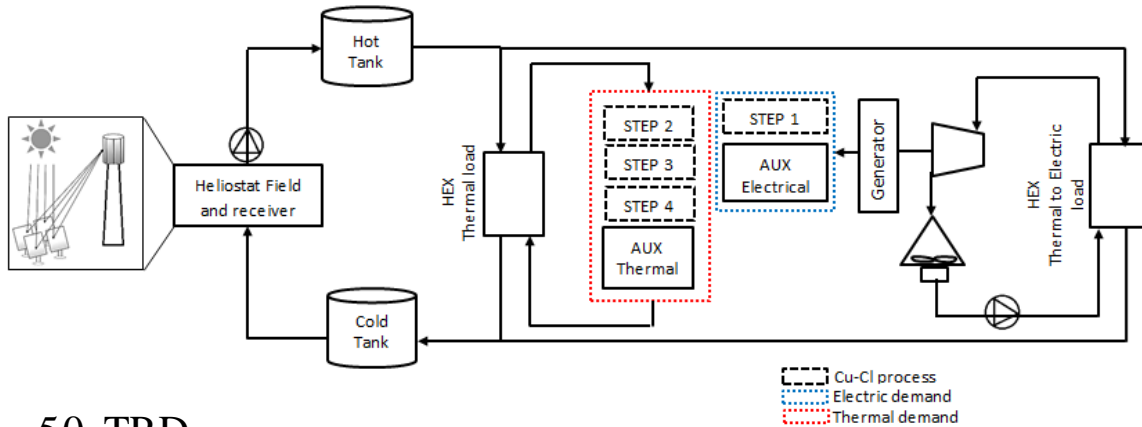 Hot
Tank
Heliostat Field
and receiver
Cold
Tank
HEX
Thermal load
STEP 2
STEP 3
STEP 4
AUX
Thermal
STEP 1
AUX
Electrical
Generator
HEX
Thermal to Electric
load
Cu-Cl process
Electric demand
Thermal demand